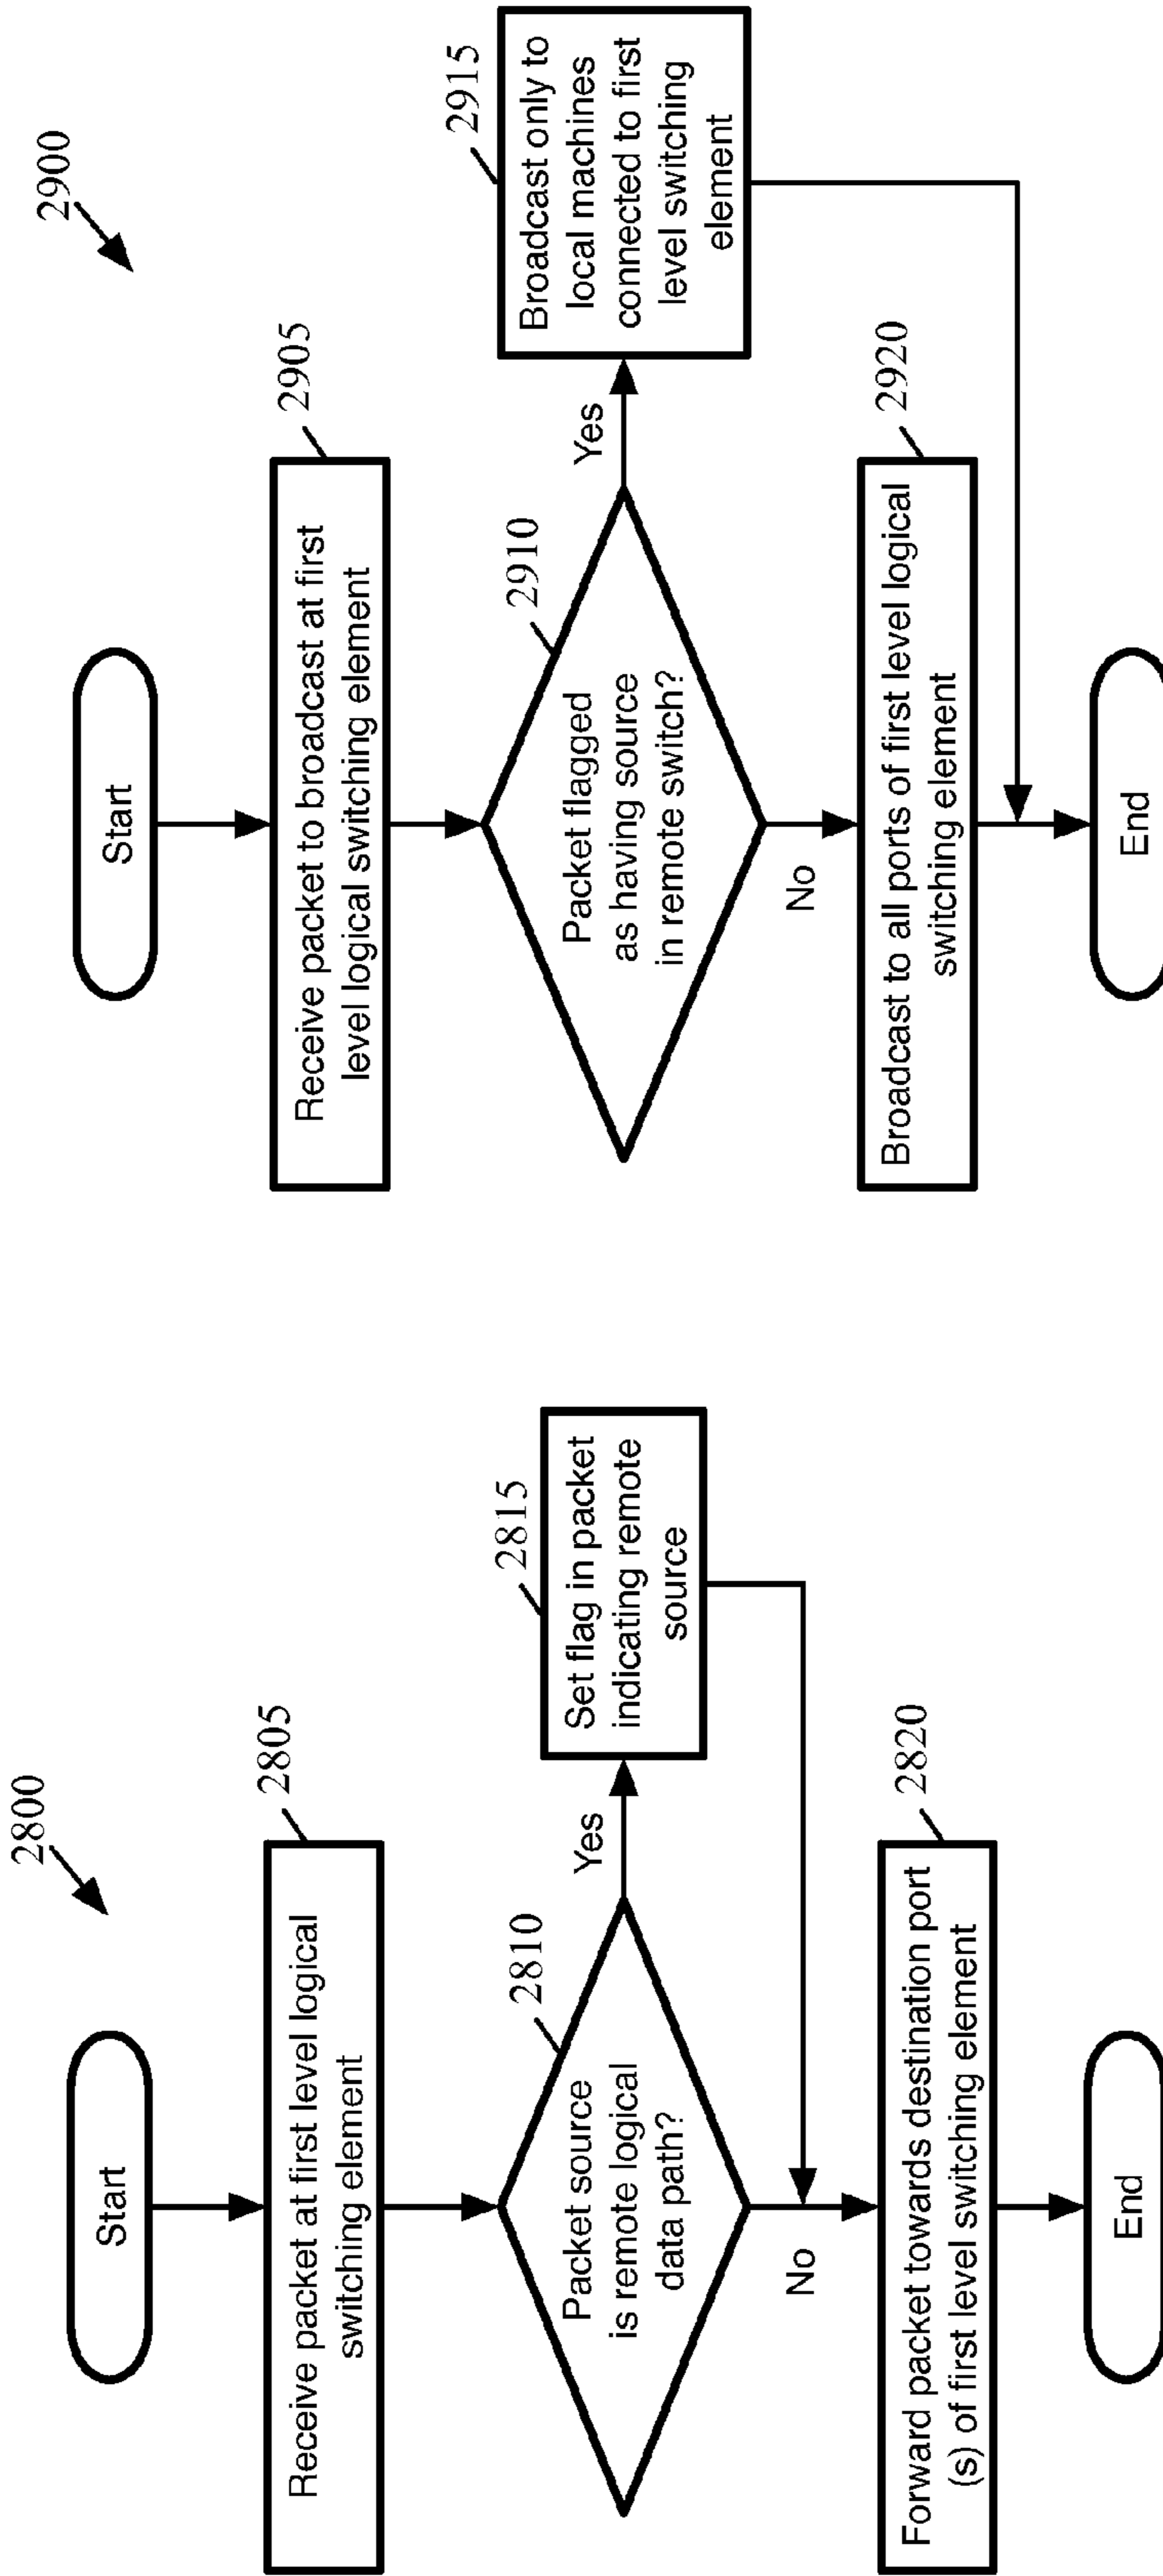 2800
Start
2805
Receive packet at first level logical
switching element
2810
Packet source
is remote logical
data path?
Yes
2815
Set flag in packet
indicating remote
source
No
2820
Forward packet towards destination port
(s) of first level switching element
End
2900
Start
2905
Receive packet to broadcast at first
level logical switching element
2910
Packet flagged
as having source
in remote switch?
Yes
2915
Broadcast only to
local machines
connected to first
level switching
element
No
2920
Broadcast to all ports of first level logical
switching element
End